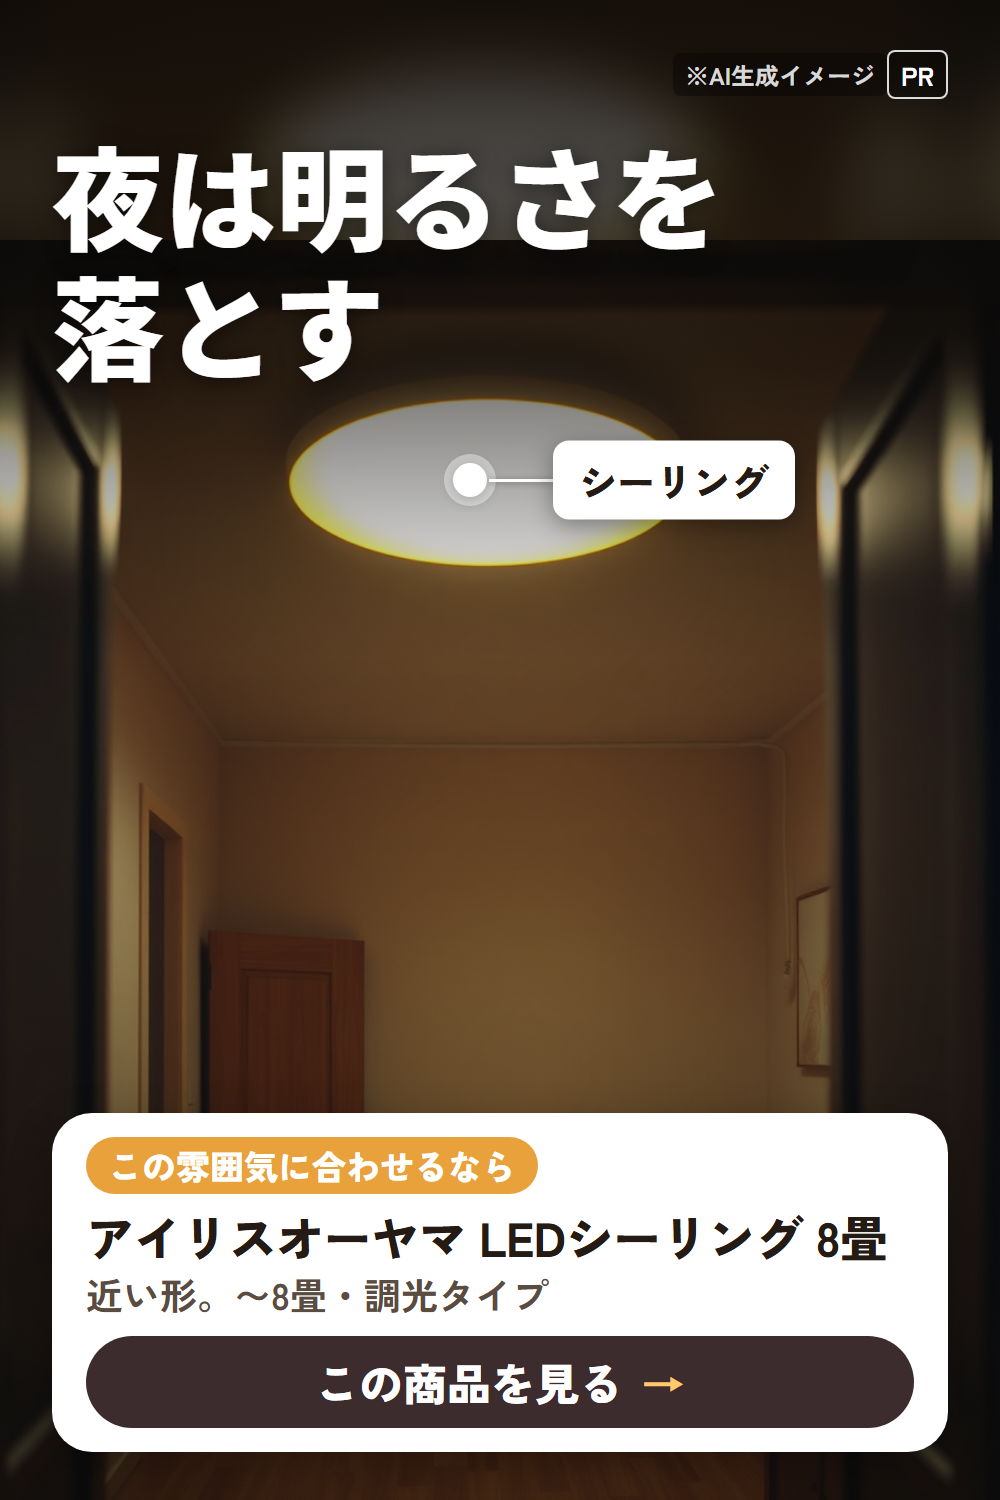 ※AI生成イメージ
PR
夜は明るさを
落とす
シーリング
この雰囲気に合わせるなら
アイリスオーヤマ LEDシーリング 8畳
近い形。～8畳・調光タイプ
この商品を見る →